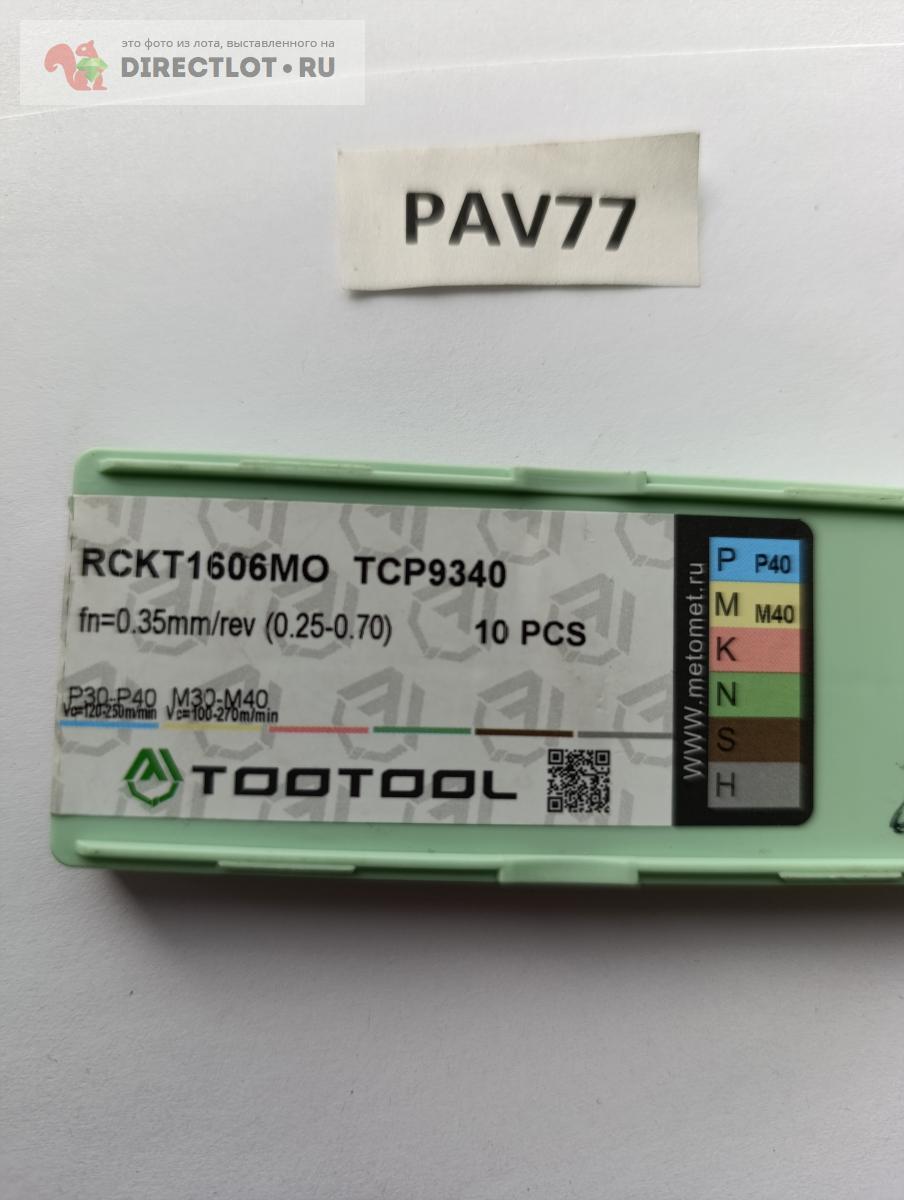 это фото из лота, выставленного на
DIRECTLOT•RU
PAV77
RCKT1606MO TCP9340
fn=0.35mm/rev (0.25-0.70) 10 PCS
P30-P40 M30-M40
Vc=120-250m/min Vc=100-270m/min
TOOTOOL
www.metomet.ru
P P40
M M40
K
N
S
H